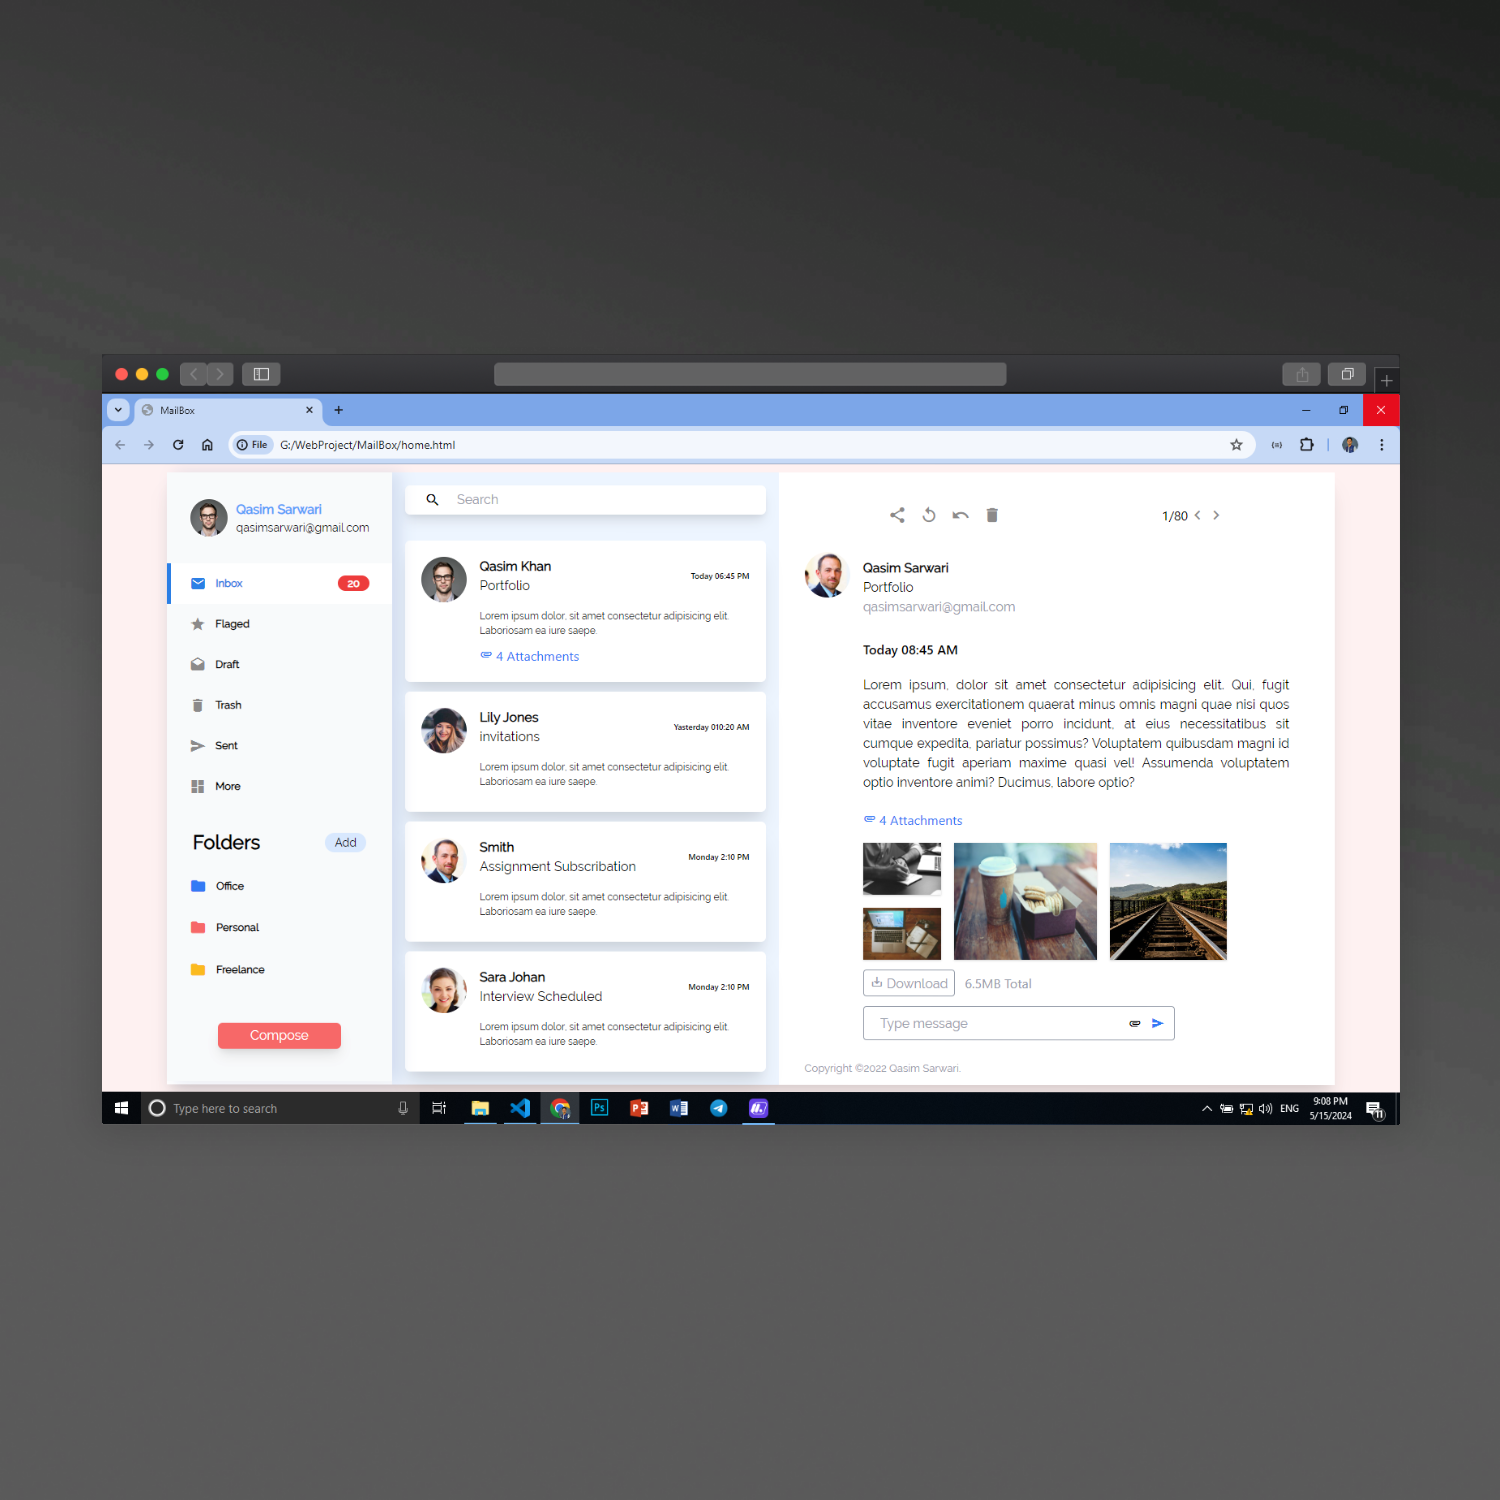 MailBox
File G:/WebProject/MailBox/home.html
Qasim Sarwari
qasimsarwari@gmail.com
Inbox 20
Flaged
Draft
Trash
Sent
More
Folders Add
Office
Personal
Freelance
Compose
Search
Qasim Khan
Portfolio
Today 06:45 PM
Lorem ipsum dolor, sit amet consectetur adipisicing elit.
Laboriosam ea iure saepe.
4 Attachments
Lily Jones
invitations
Yasterday 010:20 AM
Lorem ipsum dolor, sit amet consectetur adipisicing elit.
Laboriosam ea iure saepe.
Smith
Assignment Subscribation
Monday 2:10 PM
Lorem ipsum dolor, sit amet consectetur adipisicing elit.
Laboriosam ea iure saepe.
Sara Johan
Interview Scheduled
Monday 2:10 PM
Lorem ipsum dolor, sit amet consectetur adipisicing elit.
Laboriosam ea iure saepe.
1/80
Qasim Sarwari
Portfolio
qasimsarwari@gmail.com
Today 08:45 AM
Lorem ipsum, dolor sit amet consectetur adipisicing elit. Qui, fugit
accusamus exercitationem quaerat minus omnis magni quae nisi quos
vitae inventore eveniet porro incidunt, at eius necessitatibus sit
cumque expedita, pariatur possimus? Voluptatem quibusdam magni id
voluptate fugit aperiam maxime quasi vel! Assumenda voluptatem
optio inventore animi? Ducimus, labore optio?
4 Attachments
Download 6.5MB Total
Type message
Copyright ©2022 Qasim Sarwari.
Type here to search
Ps
P
W
ENG
9:08 PM
5/15/2024
11